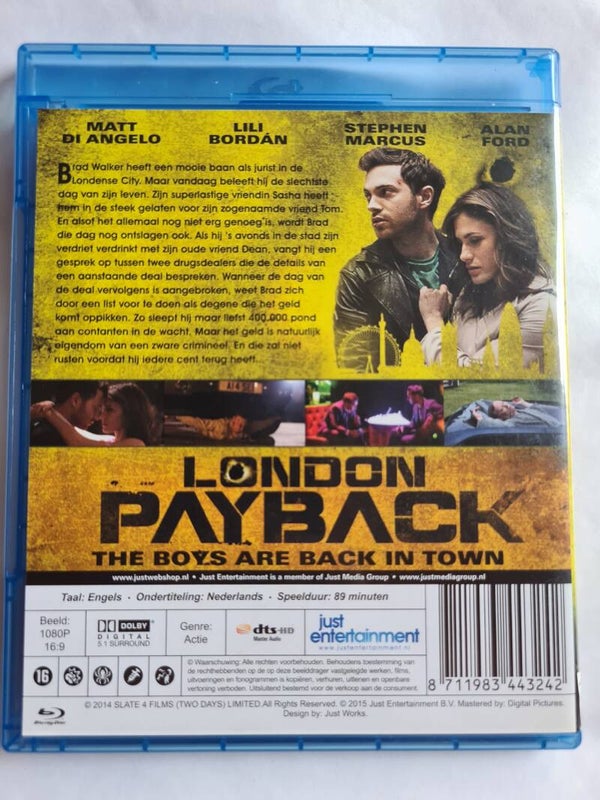 MATT DI ANGELO
LILI BORDÁN
STEPHEN MARCUS
ALAN FORD
Brad Walker heeft een mooie baan als jurist in de
Londense City. Maar vandaag beleeft hij de slechtste
dag van zijn leven. Zijn superlastige vriendin Sasha heeft
hem in de steek gelaten voor zijn zogenaamde vriend Tom.
En alsof het allemaal nog niet erg genoeg is, wordt Brad
die dag nog ontslagen ook. Als hij 's avonds in de stad zijn
verdriet verdrinkt met zijn oude vriend Dean, vangt hij een
gesprek op tussen twee drugsdealers die de details van
een aanstaande deal bespreken. Wanneer de dag van
de deal vervolgens is aangebroken, weet Brad zich
door een list voor te doen als degene die het geld
komt oppikken. Zo sleept hij maar liefst 400.000 pond
aan contanten in de wacht. Maar het geld is natuurlijk
eigendom van een zware crimineel. En die zal niet
rusten voordat hij iedere cent terug heeft.
LONDON
PAYBACK
THE BOYS ARE BACK IN TOWN
www.justwebshop.nl • Just Entertainment is a member of Just Media Group • www.justmediagroup.nl
Taal: Engels • Ondertiteling: Nederlands • Speelduur: 89 minuten
Beeld:
1080P
16:9
DOLBY
DIGITAL
5.1 SURROUND
Genre:
Actie
dts-HD
Master Audio
just
entertainment
www.justentertainment.nl
16
© Waarschuwing: Alle rechten voorbehouden. Behoudens toestemming van
de rechthebbenden op de op deze beelddrager vastgelegde werken, films,
uitvoeringen en fonogrammen is kopiëren, verhuren, uitlenen en openbare
vertoning verboden. Uitsluitend bestemd voor de verkoop aan de consument.
8 711983 443242
Blu-ray Disc
© 2014 SLATE 4 FILMS (TWO DAYS) LIMITED.All Rights Reserved. © 2015 Just Entertainment B.V. Mastered by: Digital Pictures.
Design by: Just Works.